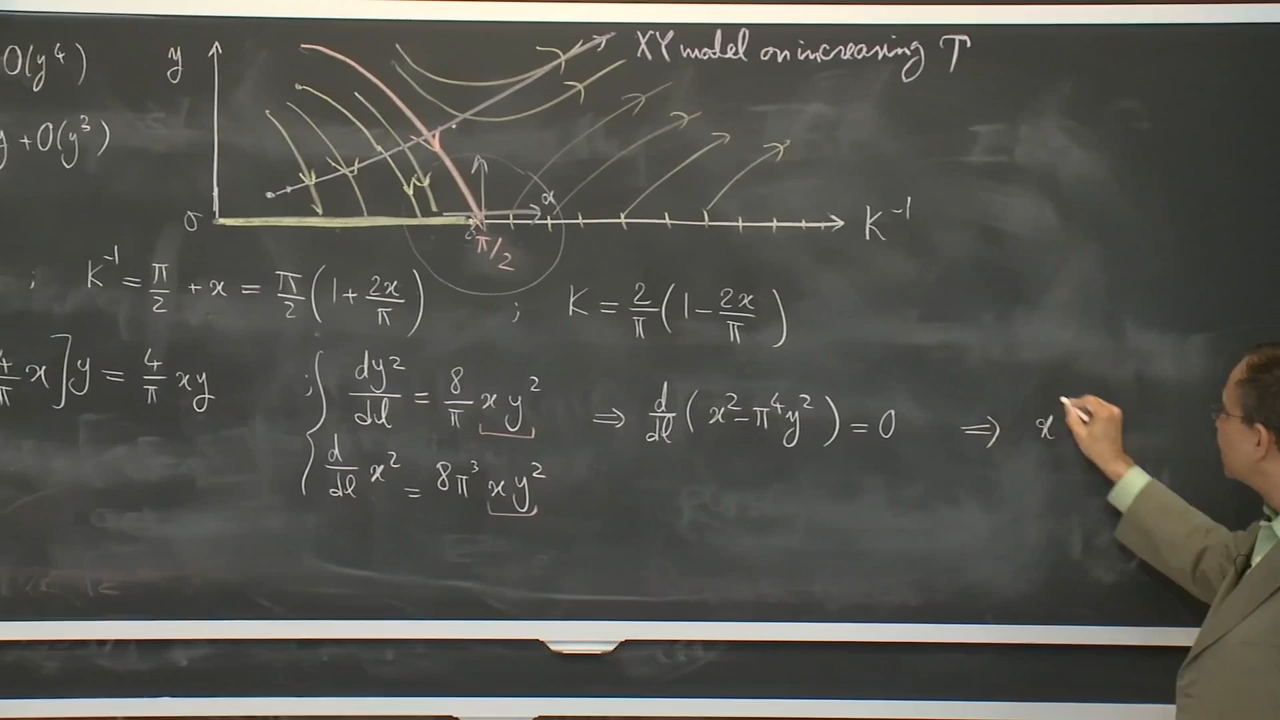 O(y⁴)
y
XY model on increasing T
y + O(y³)
x
0
π/2
K⁻¹
; K⁻¹ = π/2 + x = π/2 (1 + 2x/π) ; K = 2/π (1 - 2x/π)
4/π x] y = 4/π xy ; { dy²/dl = 8/π x y² ⇒ d/dl (x² - π⁴y²) = 0 ⇒ x
d/dl x² = 8π³ x y²